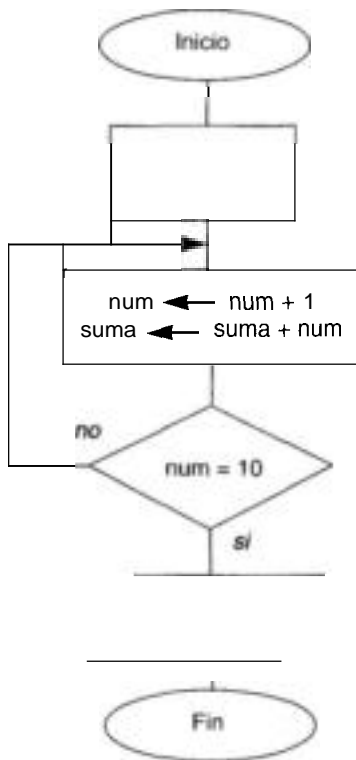 Inicio
num ← num + 1
suma ← suma + num
no
num = 10
si
Fin